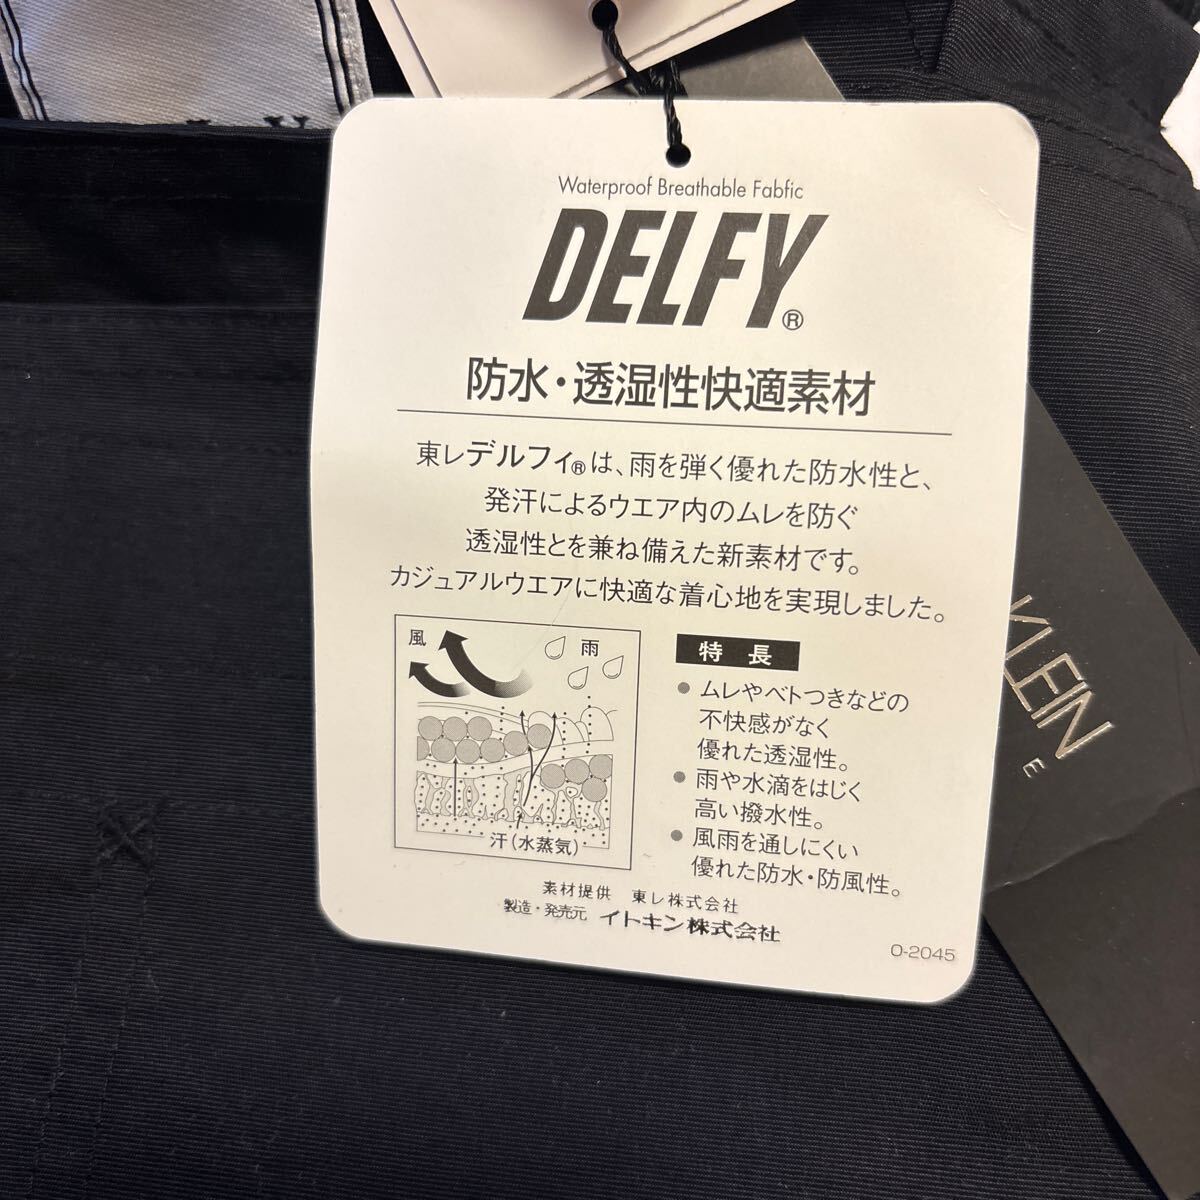 Waterproof Breathable Fabfic
DELFY®
防水・透湿性快適素材
東レデルフィ®は、雨を弾く優れた防水性と、
発汗によるウエア内のムレを防ぐ
透湿性とを兼ね備えた新素材です。
カジュアルウエアに快適な着心地を実現しました。
風
雨
汗(水蒸気)
特長
● ムレやベトつきなどの
不快感がなく
優れた透湿性。
● 雨や水滴をはじく
高い撥水性。
● 風雨を通しにくい
優れた防水・防風性。
素材提供 東レ株式会社
製造・発売元 イトキン株式会社
O-2045
KLEIN
E